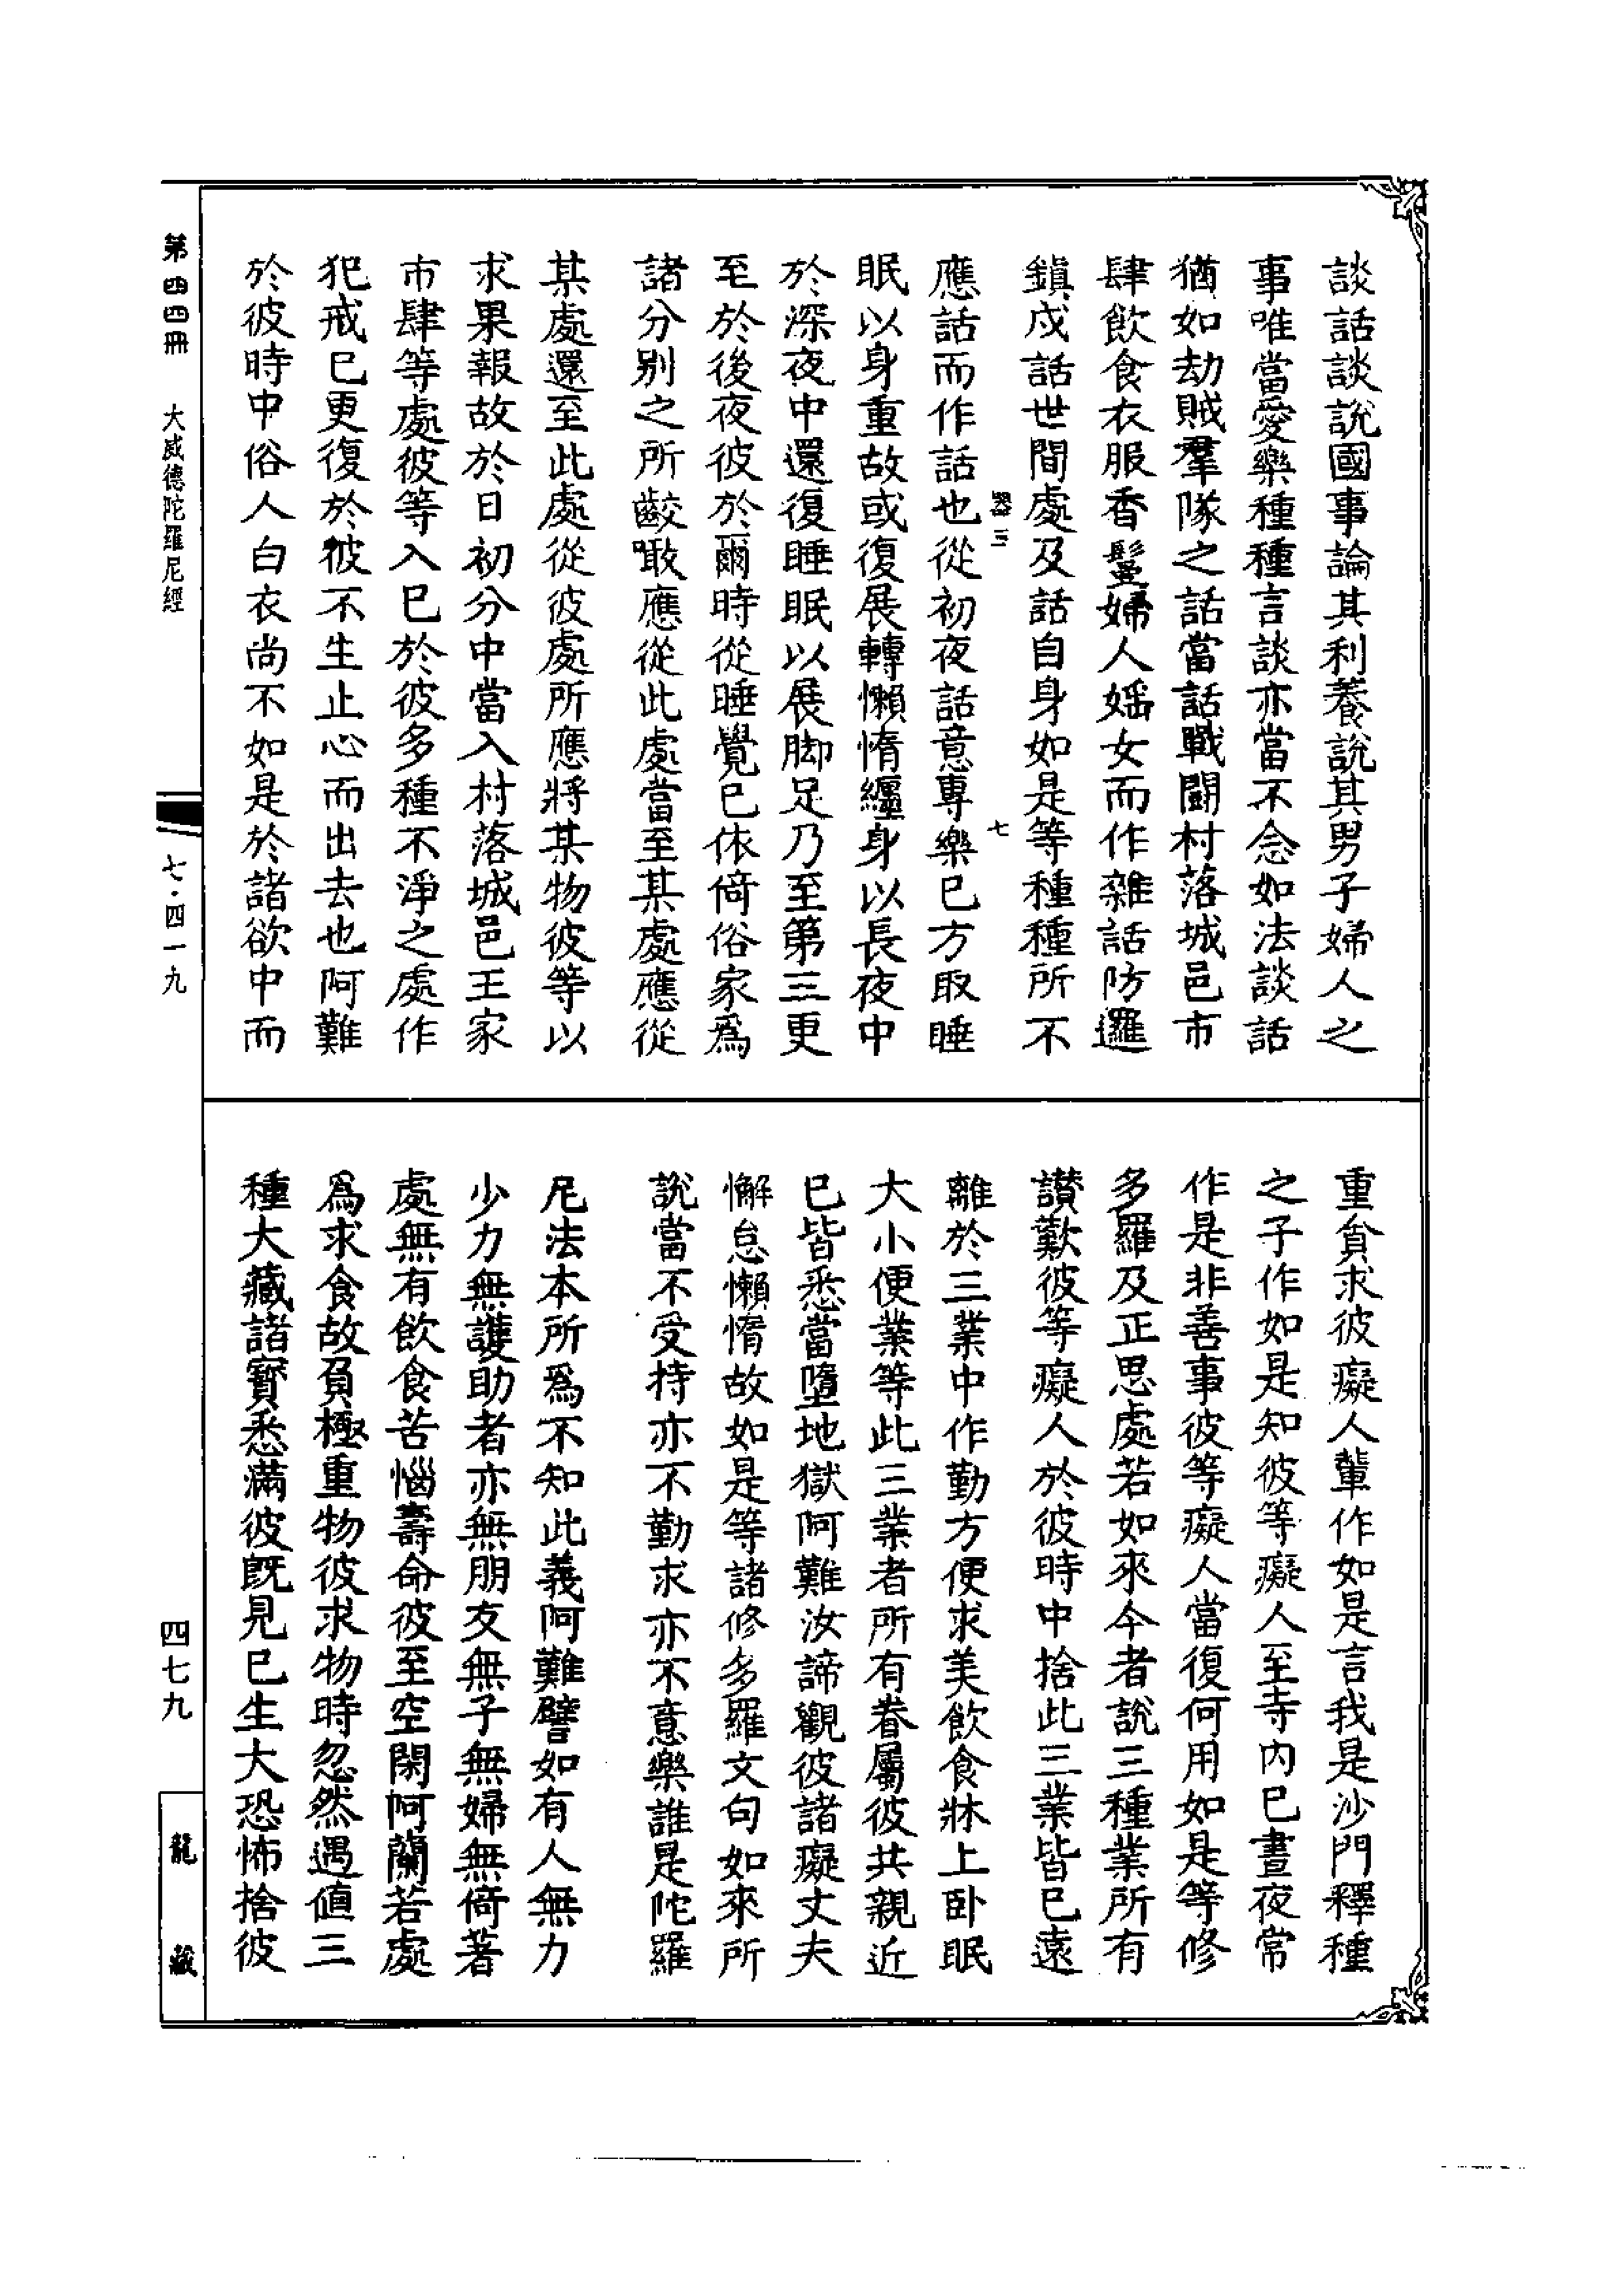 談話談說國事論其利養說其男子婦人之
事唯當愛樂種種言談亦當不念如法談話
猶如劫賊羣隊之話當話戰鬪村落城邑市
肆飲食衣服香鬘婦人婬女而作雜話防邏
鎮戍話世間處及話自身如是等種種所不
器三 七
應話而作話也從初夜話意專樂已方取睡
眠以身重故或復展轉懶惰纏身以長夜中
於深夜中還復睡眠以展脚足乃至第三更
至於後夜彼於爾時從睡覺已依倚俗家爲
諸分別之所齩噉應從此處當至某處應從
某處還至此處從彼處所應將某物彼等以
求果報故於日初分中當入村落城邑王家
市肆等處彼等入已於彼多種不淨之處作
犯戒已更復於彼不生止心而出去也阿難
於彼時中俗人白衣尚不如是於諸欲中而
重貪求彼癡人輩作如是言我是沙門釋種
之子作如是知彼等癡人至寺內已晝夜常
作是非善事彼等癡人當復何用如是等修
多羅及正思處若如來今者說三種業所有
讚歎彼等癡人於彼時中捨此三業皆已遠
離於三業中作勤方便求美飲食牀上卧眠
大小便業等此三業者所有眷屬彼共親近
已皆悉當墮地獄阿難汝諦觀彼諸癡丈夫
懈怠懶惰故如是等諸修多羅文句如來所
說當不受持亦不勤求亦不意樂誰是陀羅
尼法本所爲不知此義阿難譬如有人無力
少力無護助者亦無朋友無子無婦無倚著
處無有飲食苦惱壽命彼至空閑阿蘭若處
爲求食故負極重物彼求物時忽然遇值三
種大藏諸寶悉滿彼既見已生大恐怖捨彼
第四四冊 大威德陀羅尼經
七·四一九
四七九
龍藏